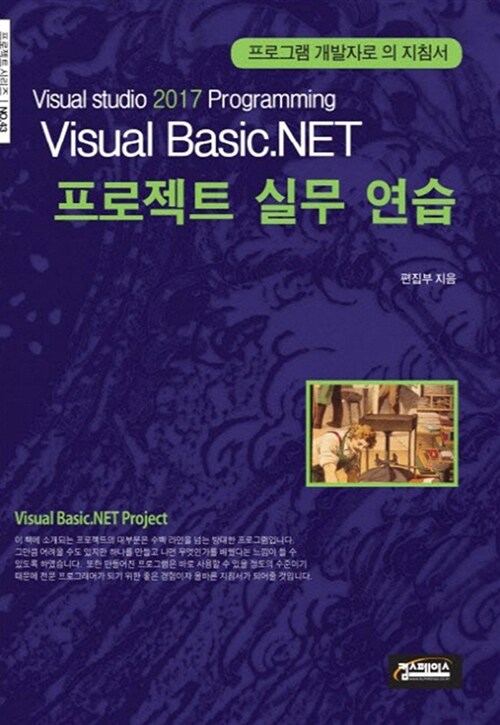 프로젝트 시리즈 | NO.43
프로그램 개발자로 의 지침서
Visual studio 2017 Programming
Visual Basic.NET
프로젝트 실무 연습
편집부 지음
Visual Basic.NET Project
이 책에 소개되는 프로젝트의 대부분은 수백 라인을 넘는 방대한 프로그램입니다.
그만큼 어려울 수도 있지만 하나를 만들고 나면 무엇인가를 배웠다는 느낌이 들 수
있도록 하였습니다. 또한 만들어진 프로그램은 바로 사용할 수 있을 정도의 수준이기
때문에 전문 프로그래머가 되기 위한 좋은 경험이자 올바른 지침서가 되어줄 것입니다.
컴스페이스